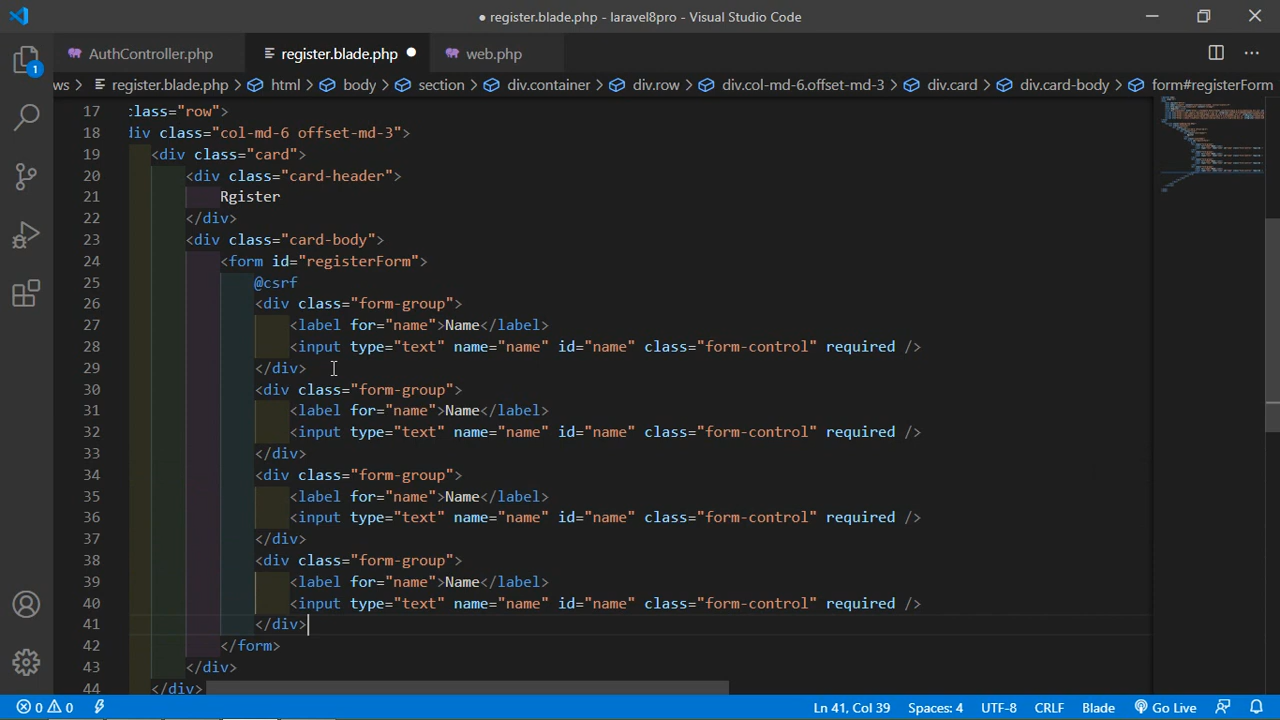 ● register.blade.php - laravel8pro - Visual Studio Code
AuthController.php register.blade.php ● web.php
ws > register.blade.php > html > body > section > div.container > div.row > div.col-md-6.offset-md-3 > div.card > div.card-body > form#registerForm
17 :lass="row">
18 div class="col-md-6 offset-md-3">
19 <div class="card">
20 <div class="card-header">
21 Rgister
22 </div>
23 <div class="card-body">
24 <form id="registerForm">
25 @csrf
26 <div class="form-group">
27 <label for="name">Name</label>
28 <input type="text" name="name" id="name" class="form-control" required />
29 </div>
30 <div class="form-group">
31 <label for="name">Name</label>
32 <input type="text" name="name" id="name" class="form-control" required />
33 </div>
34 <div class="form-group">
35 <label for="name">Name</label>
36 <input type="text" name="name" id="name" class="form-control" required />
37 </div>
38 <div class="form-group">
39 <label for="name">Name</label>
40 <input type="text" name="name" id="name" class="form-control" required />
41 </div>
42 </form>
43 </div>
44 </div>
1
0 0 Ln 41, Col 39 Spaces: 4 UTF-8 CRLF Blade Go Live